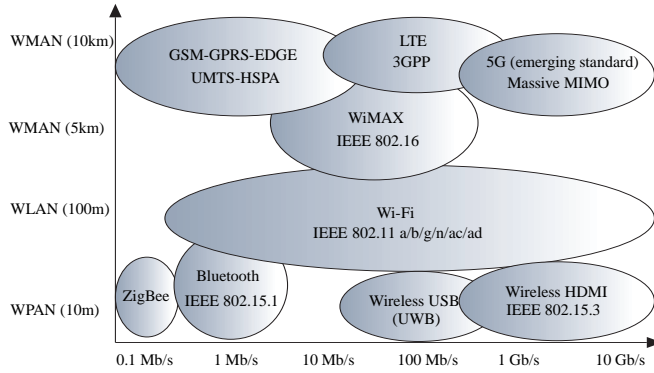 WMAN (10km)
GSM-GPRS-EDGE
UMTS-HSPA
LTE
3GPP
5G (emerging standard)
Massive MIMO
WMAN (5km)
WiMAX
IEEE 802.16
WLAN (100m)
Wi-Fi
IEEE 802.11 a/b/g/n/ac/ad
WPAN (10m)
ZigBee
Bluetooth
IEEE 802.15.1
Wireless USB
(UWB)
Wireless HDMI
IEEE 802.15.3
0.1 Mb/s 1 Mb/s 10 Mb/s 100 Mb/s 1 Gb/s 10 Gb/s